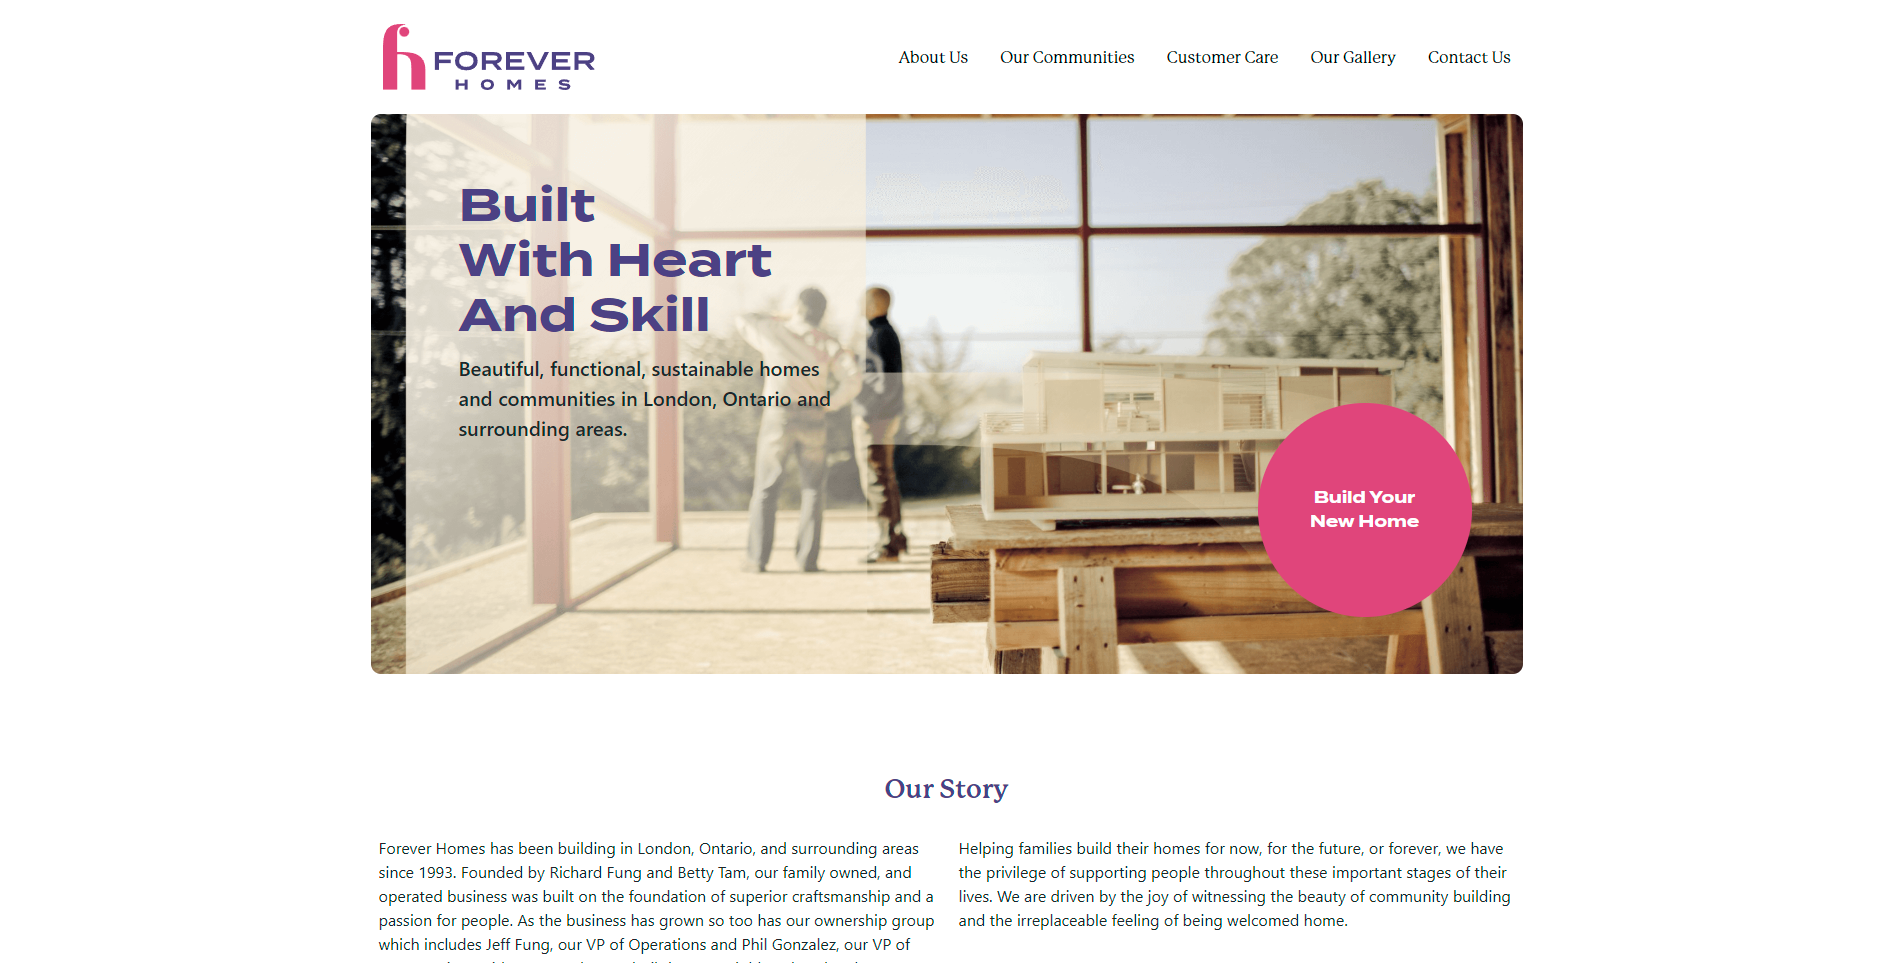 FOREVER
HOMES
About Us
Our Communities
Customer Care
Our Gallery
Contact Us
Built
With Heart
And Skill
Beautiful, functional, sustainable homes
and communities in London, Ontario and
surrounding areas.
Build Your
New Home
Our Story
Forever Homes has been building in London, Ontario, and surrounding areas
since 1993. Founded by Richard Fung and Betty Tam, our family owned, and
operated business was built on the foundation of superior craftsmanship and a
passion for people. As the business has grown so too has our ownership group
which includes Jeff Fung, our VP of Operations and Phil Gonzalez, our VP of
Helping families build their homes for now, for the future, or forever, we have
the privilege of supporting people throughout these important stages of their
lives. We are driven by the joy of witnessing the beauty of community building
and the irreplaceable feeling of being welcomed home.